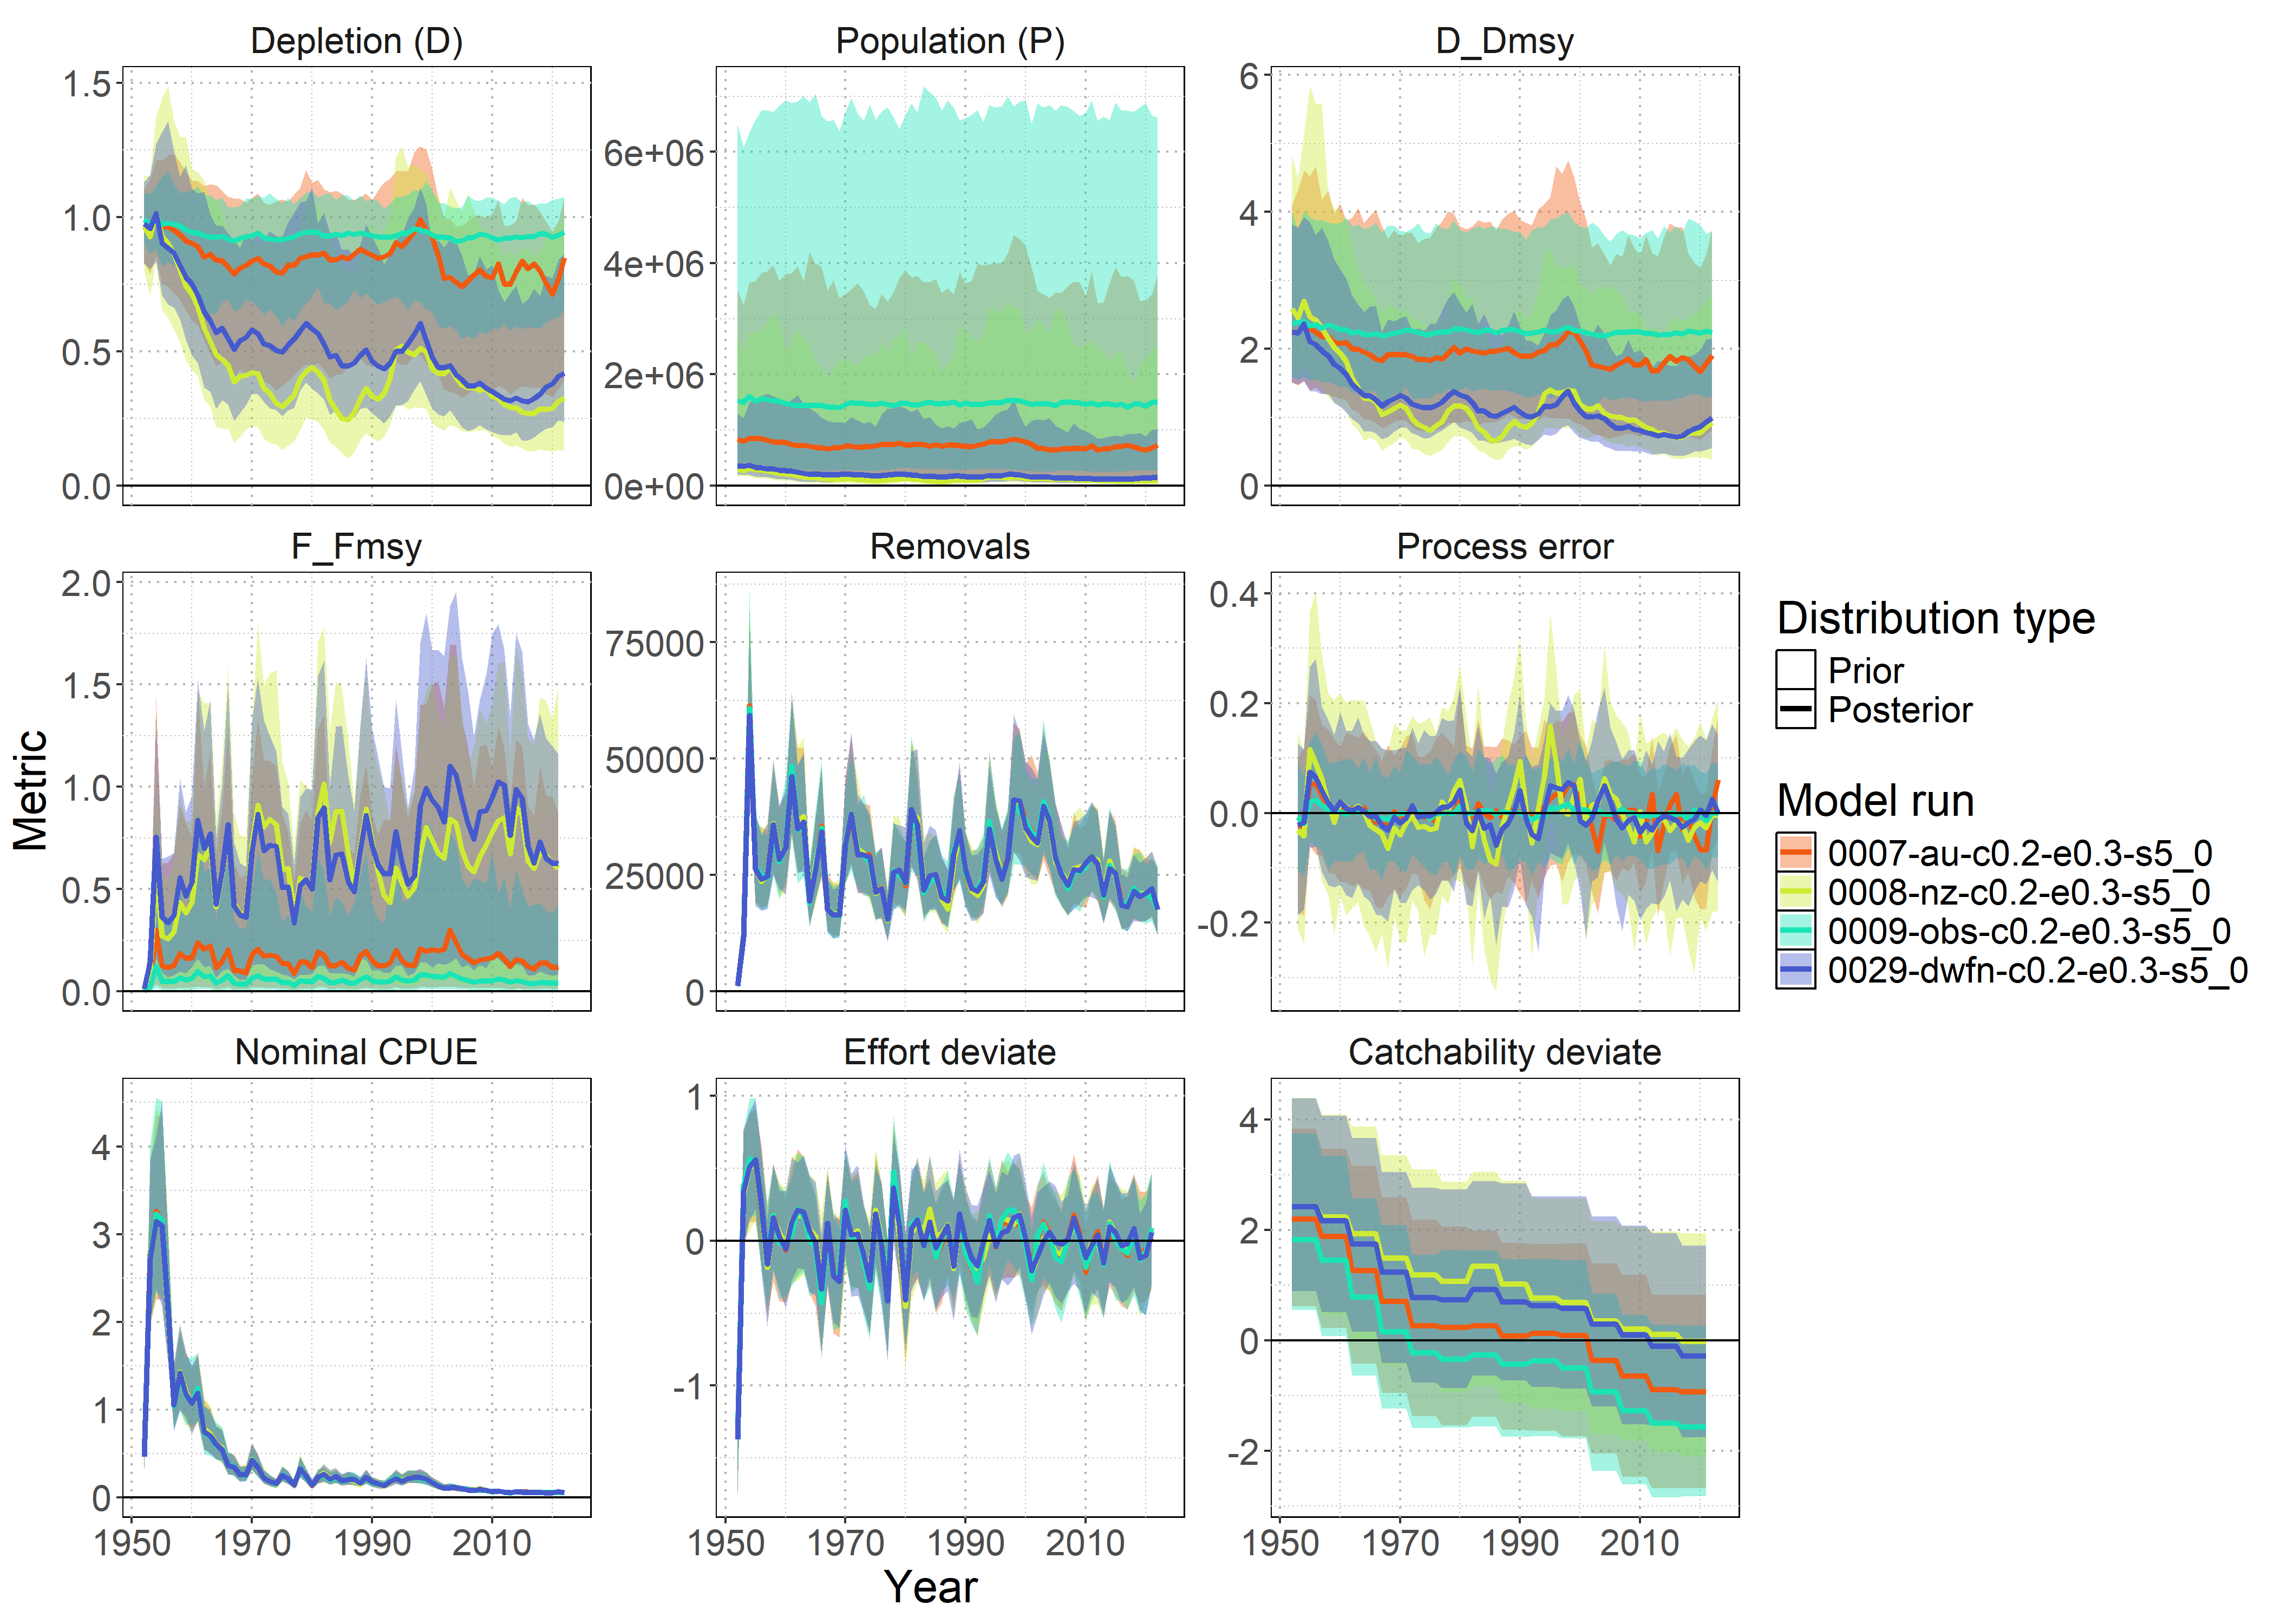 Depletion (D)
Population (P)
D_Dmsy
1.5
1.0
0.5
0.0
6e+06
4e+06
2e+06
0e+00
6
4
2
0
F_Fmsy
Removals
Process error
2.0
1.5
1.0
0.5
0.0
75000
50000
25000
0
0.4
0.2
0.0
-0.2
Metric
Nominal CPUE
Effort deviate
Catchability deviate
4
3
2
1
0
1
0
-1
4
2
0
-2
1950 1970 1990 2010
1950 1970 1990 2010
1950 1970 1990 2010
Year
Distribution type
Prior
Posterior
Model run
0007-au-c0.2-e0.3-s5_0
0008-nz-c0.2-e0.3-s5_0
0009-obs-c0.2-e0.3-s5_0
0029-dwfn-c0.2-e0.3-s5_0